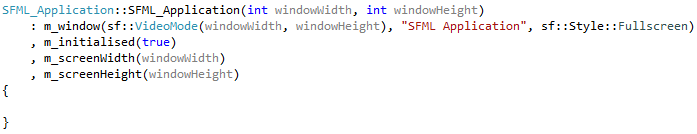 SFML_Application::SFML_Application(int windowWidth, int windowHeight)
: m_window(sf::VideoMode(windowWidth, windowHeight), "SFML Application", sf::Style::Fullscreen)
, m_initialised(true)
, m_screenWidth(windowWidth)
, m_screenHeight(windowHeight)
{
}